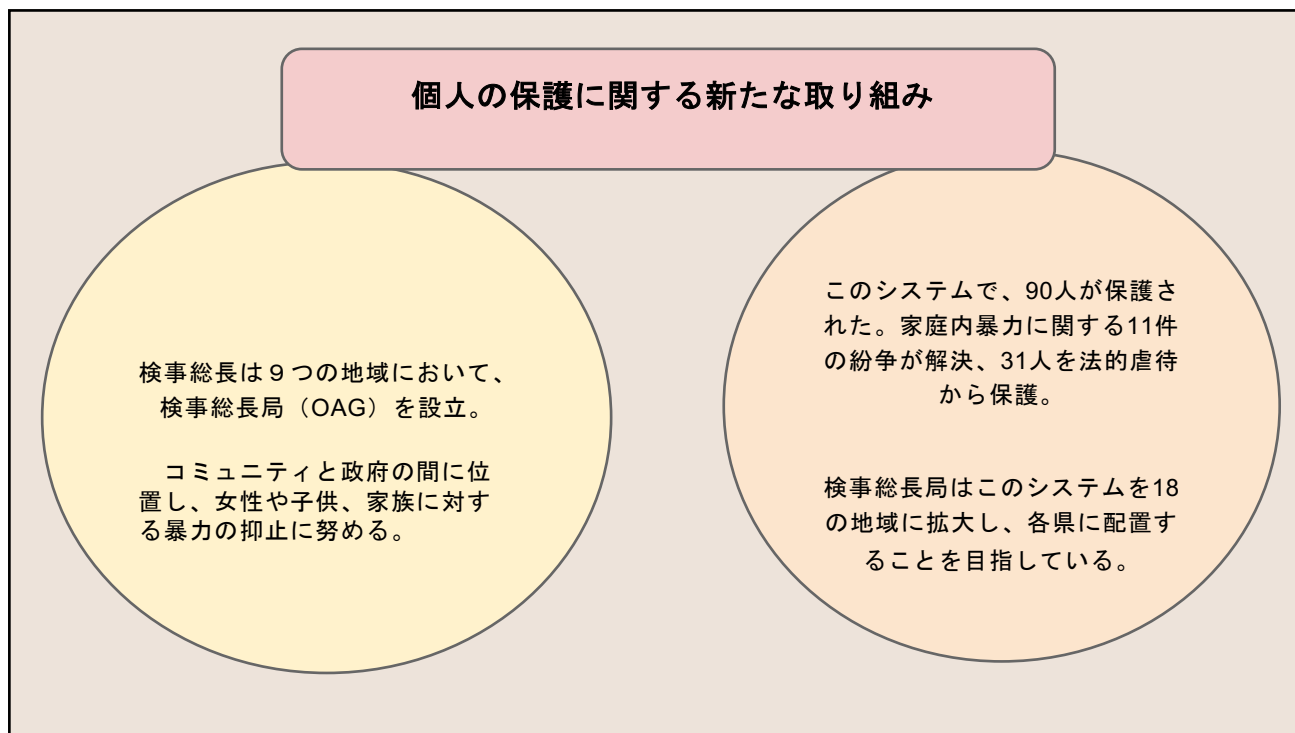 個人の保護に関する新たな取り組み
検事総長は９つの地域において、
検事総長局（OAG）を設立。
コミュニティと政府の間に位
置し、女性や子供、家族に対す
る暴力の抑止に努める。
このシステムで、90人が保護さ
れた。家庭内暴力に関する11件
の紛争が解決、31人を法的虐待
から保護。
検事総長局はこのシステムを18
の地域に拡大し、各県に配置す
ることを目指している。